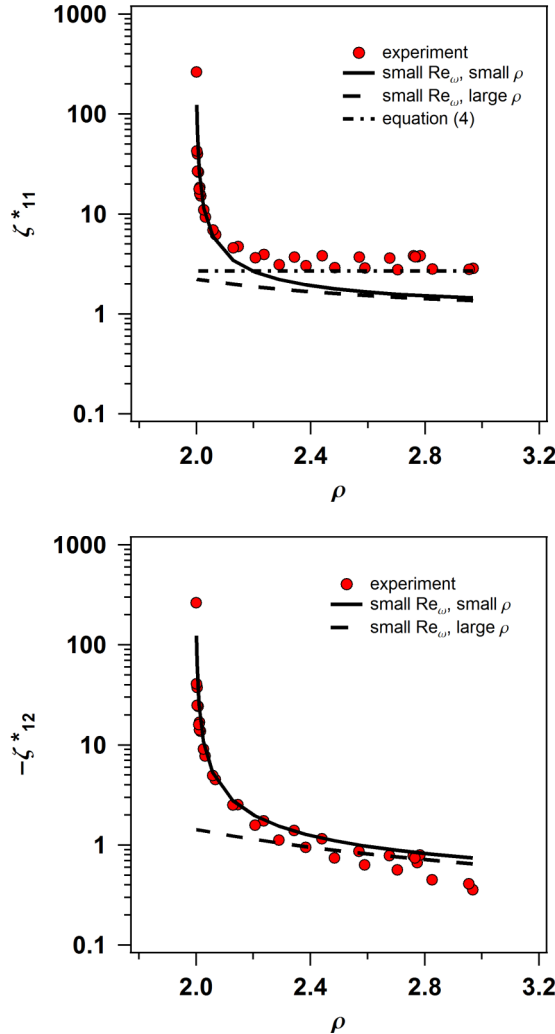 1000
100
10
1
0.1
ζ*11
experiment
small Reω, small ρ
small Reω, large ρ
equation (4)
2.0 2.4 2.8 3.2
ρ
1000
100
10
1
0.1
−ζ*12
experiment
small Reω, small ρ
small Reω, large ρ
2.0 2.4 2.8 3.2
ρ